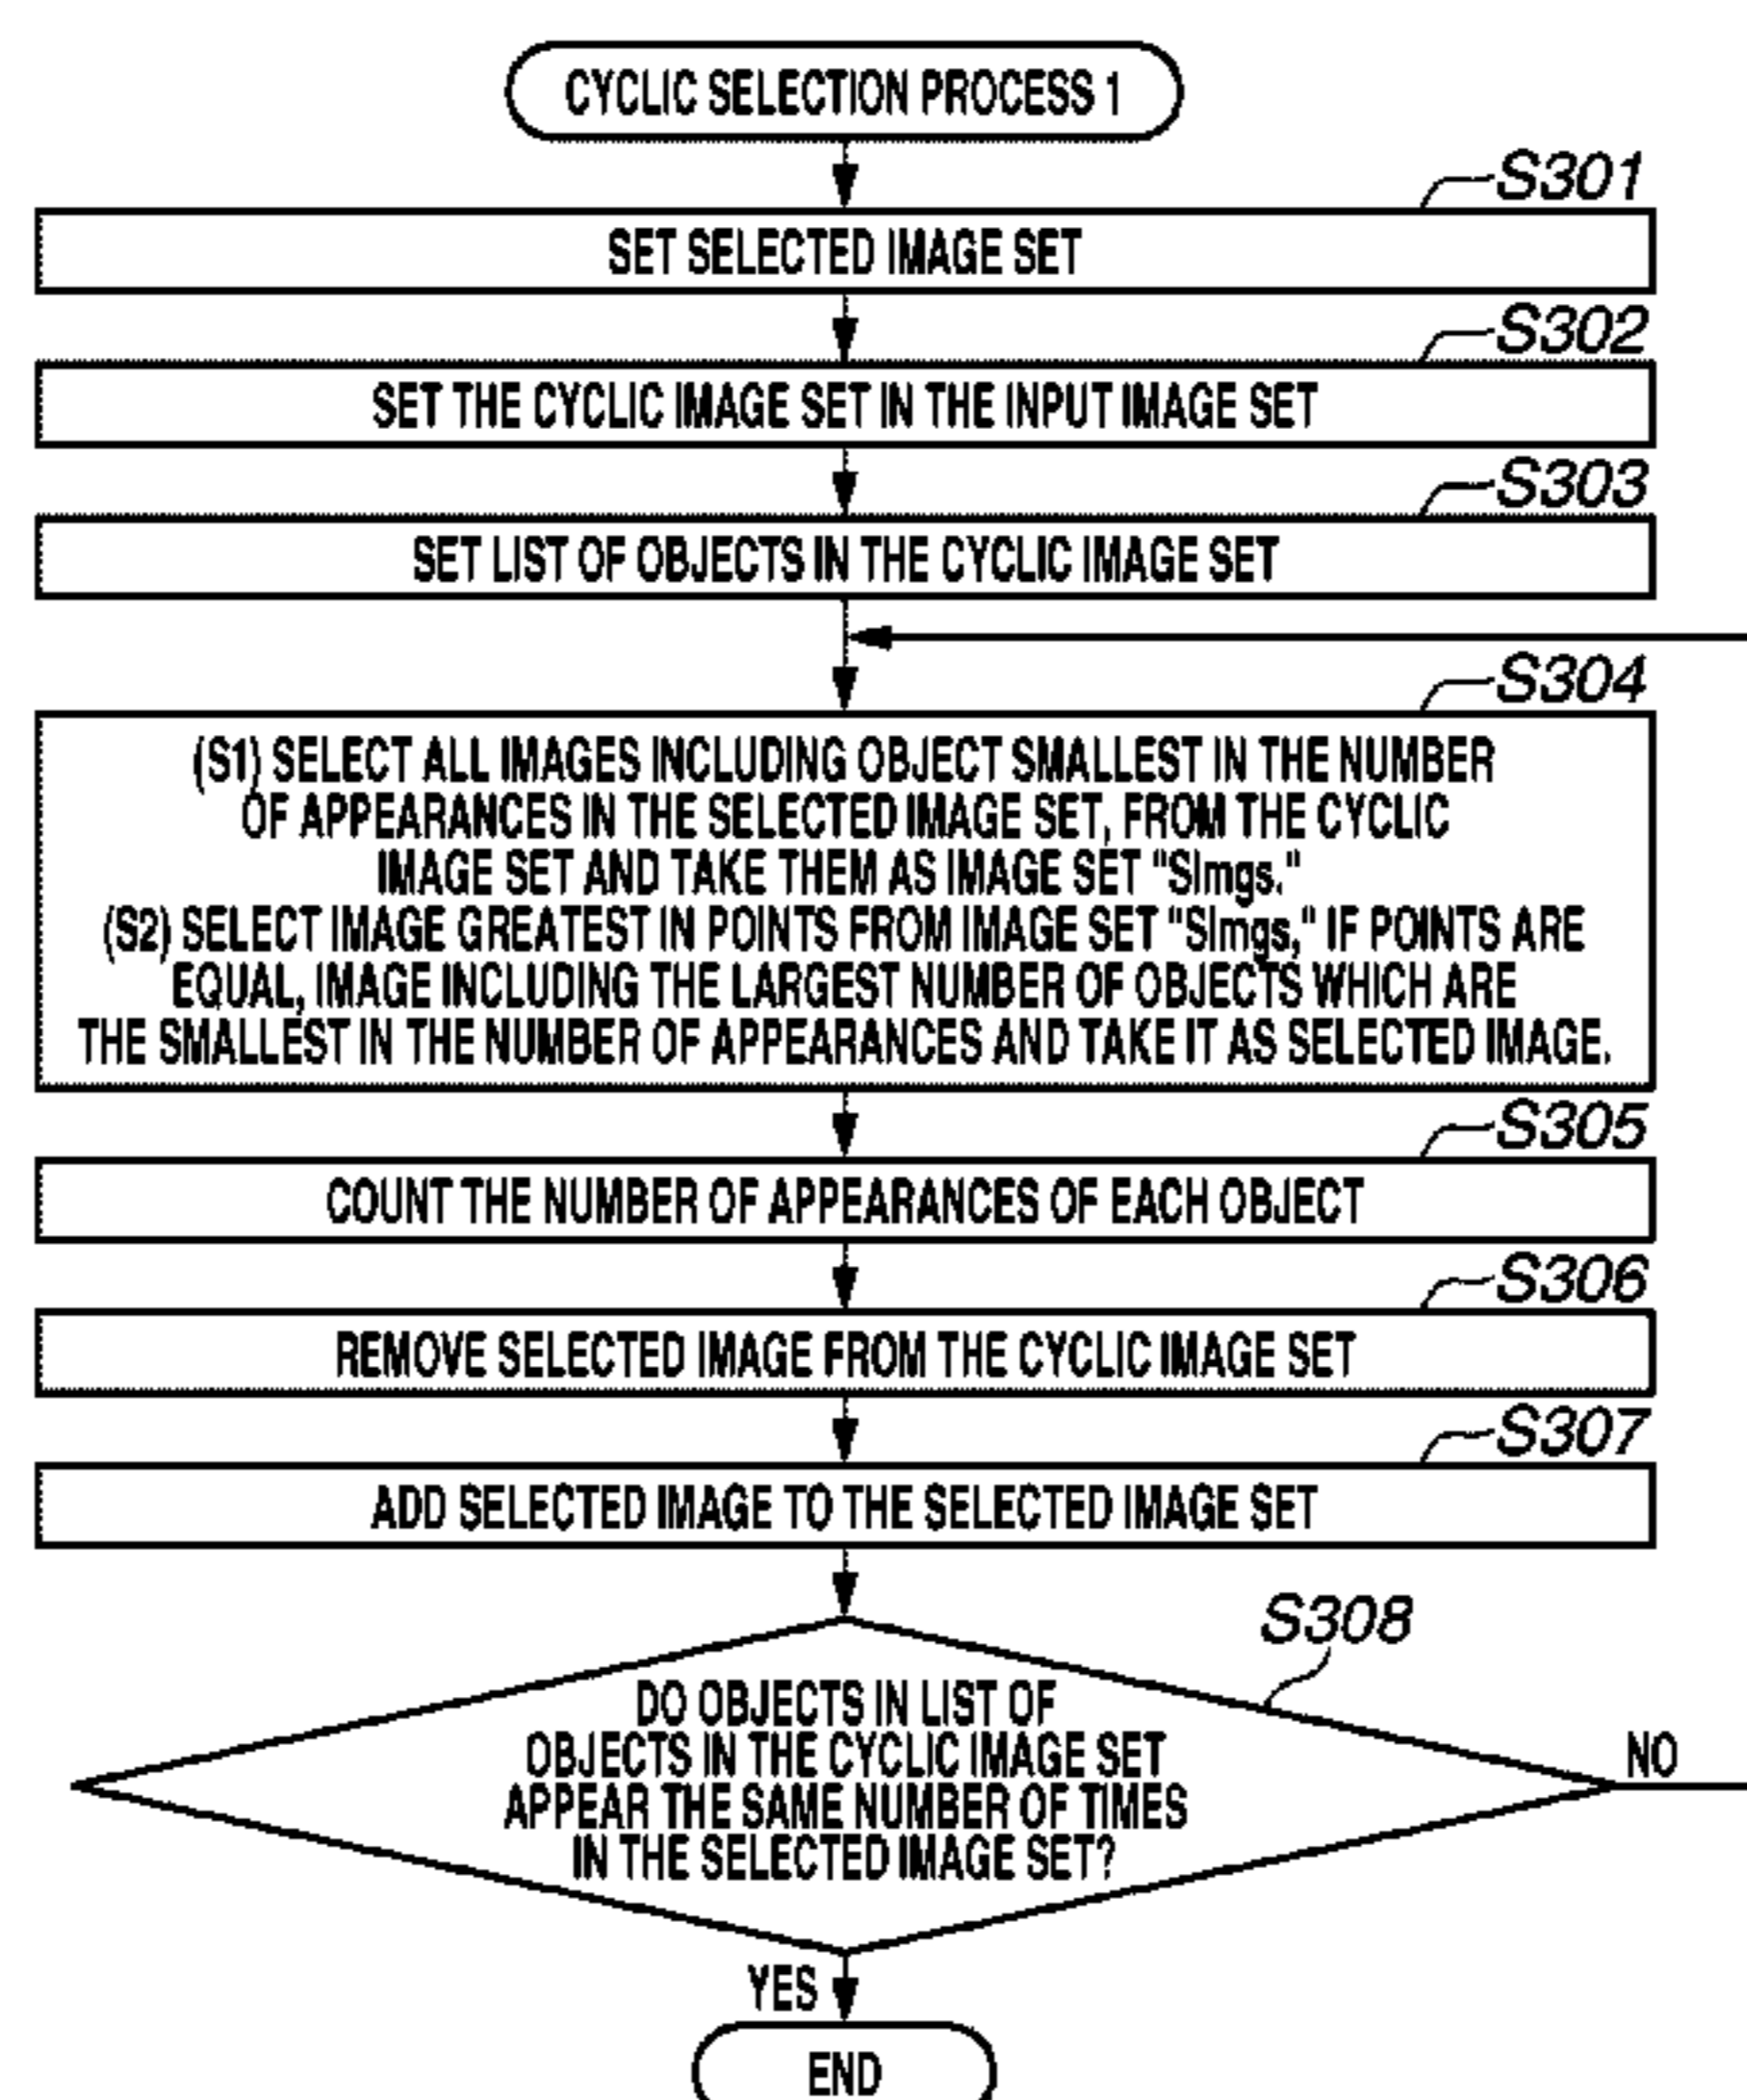 CYCLIC SELECTION PROCESS 1
S301
SET SELECTED IMAGE SET
S302
SET THE CYCLIC IMAGE SET IN THE INPUT IMAGE SET
S303
SET LIST OF OBJECTS IN THE CYCLIC IMAGE SET
S304
(S1) SELECT ALL IMAGES INCLUDING OBJECT SMALLEST IN THE NUMBER
OF APPEARANCES IN THE SELECTED IMAGE SET, FROM THE CYCLIC
IMAGE SET AND TAKE THEM AS IMAGE SET "SImgs."
(S2) SELECT IMAGE GREATEST IN POINTS FROM IMAGE SET "SImgs," IF POINTS ARE
EQUAL, IMAGE INCLUDING THE LARGEST NUMBER OF OBJECTS WHICH ARE
THE SMALLEST IN THE NUMBER OF APPEARANCES AND TAKE IT AS SELECTED IMAGE.
S305
COUNT THE NUMBER OF APPEARANCES OF EACH OBJECT
S306
REMOVE SELECTED IMAGE FROM THE CYCLIC IMAGE SET
S307
ADD SELECTED IMAGE TO THE SELECTED IMAGE SET
S308
DO OBJECTS IN LIST OF
OBJECTS IN THE CYCLIC IMAGE SET
APPEAR THE SAME NUMBER OF TIMES
IN THE SELECTED IMAGE SET?
NO
YES
END